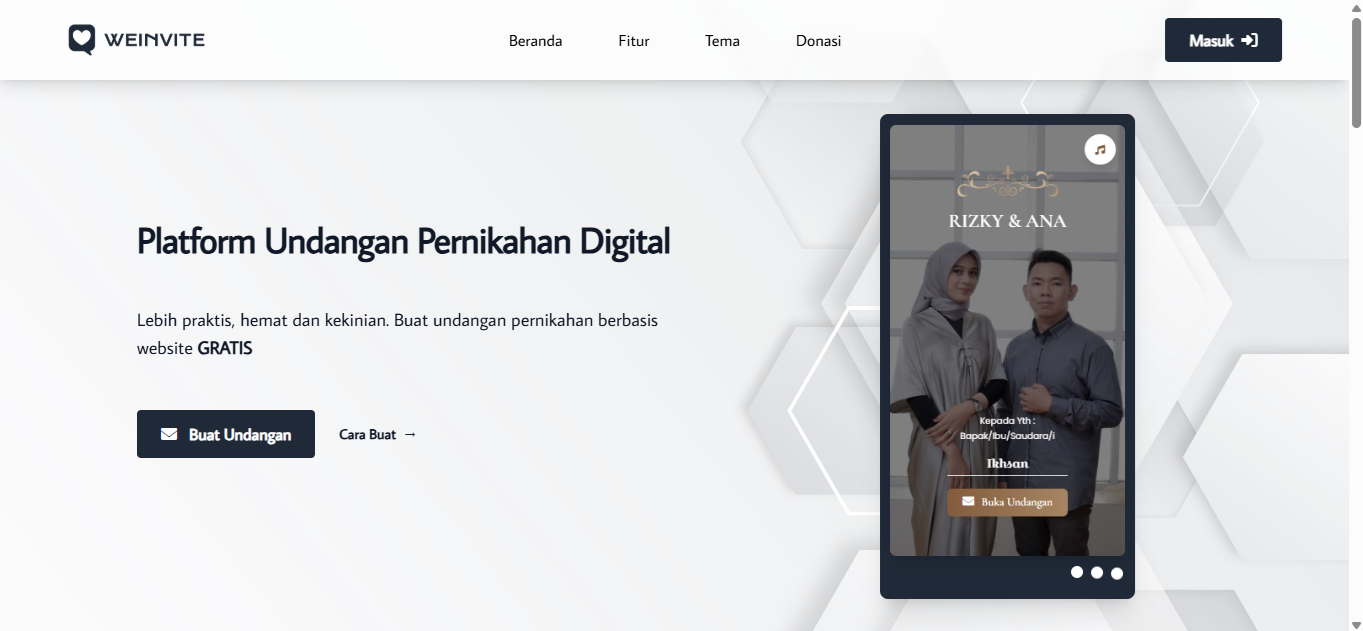 WEINVITE
Beranda
Fitur
Tema
Donasi
Masuk
Platform Undangan Pernikahan Digital
Lebih praktis, hemat dan kekinian. Buat undangan pernikahan berbasis
website GRATIS
Buat Undangan
Cara Buat →
RIZKY & ANA
Kepada Yth :
Bapak/Ibu/Saudara/i
Ikhsan
Buka Undangan